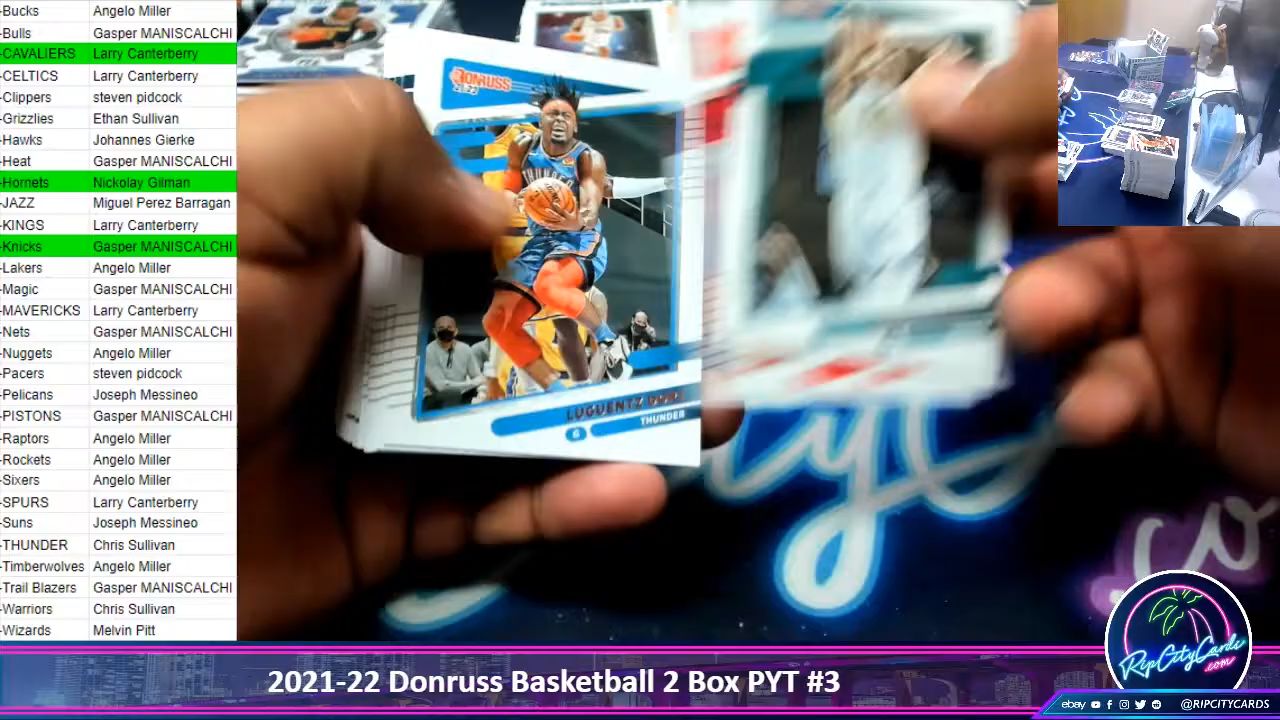 -Bucks Angelo Miller
-Bulls Gasper MANISCALCHI
-CAVALIERS Larry Canterberry
-CELTICS Larry Canterberry
-Clippers steven pidcock
-Grizzlies Ethan Sullivan
-Hawks Johannes Gierke
-Heat Gasper MANISCALCHI
-Hornets Nickolay Gilman
-JAZZ Miguel Perez Barragan
-KINGS Larry Canterberry
-Knicks Gasper MANISCALCHI
-Lakers Angelo Miller
-Magic Gasper MANISCALCHI
-MAVERICKS Larry Canterberry
-Nets Gasper MANISCALCHI
-Nuggets Angelo Miller
-Pacers steven pidcock
-Pelicans Joseph Messineo
-PISTONS Gasper MANISCALCHI
-Raptors Angelo Miller
-Rockets Angelo Miller
-Sixers Angelo Miller
-SPURS Larry Canterberry
-Suns Joseph Messineo
-THUNDER Chris Sullivan
-Timberwolves Angelo Miller
-Trail Blazers Gasper MANISCALCHI
-Warriors Chris Sullivan
-Wizards Melvin Pitt
DONRUSS
21-22
THUNDER
LUGUENTZ DORT
G THUNDER
RipCityCards
.com
2021-22 Donruss Basketball 2 Box PYT #3
ebay @RIPCITYCARDS